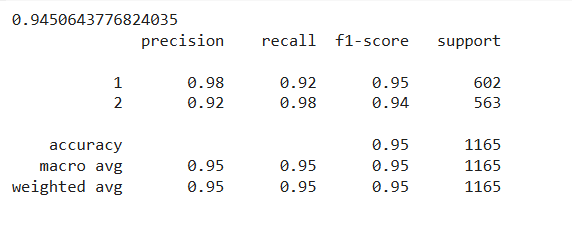 0.9450643776824035
precision recall f1-score support
1 0.98 0.92 0.95 602
2 0.92 0.98 0.94 563
accuracy 0.95 1165
macro avg 0.95 0.95 0.95 1165
weighted avg 0.95 0.95 0.95 1165